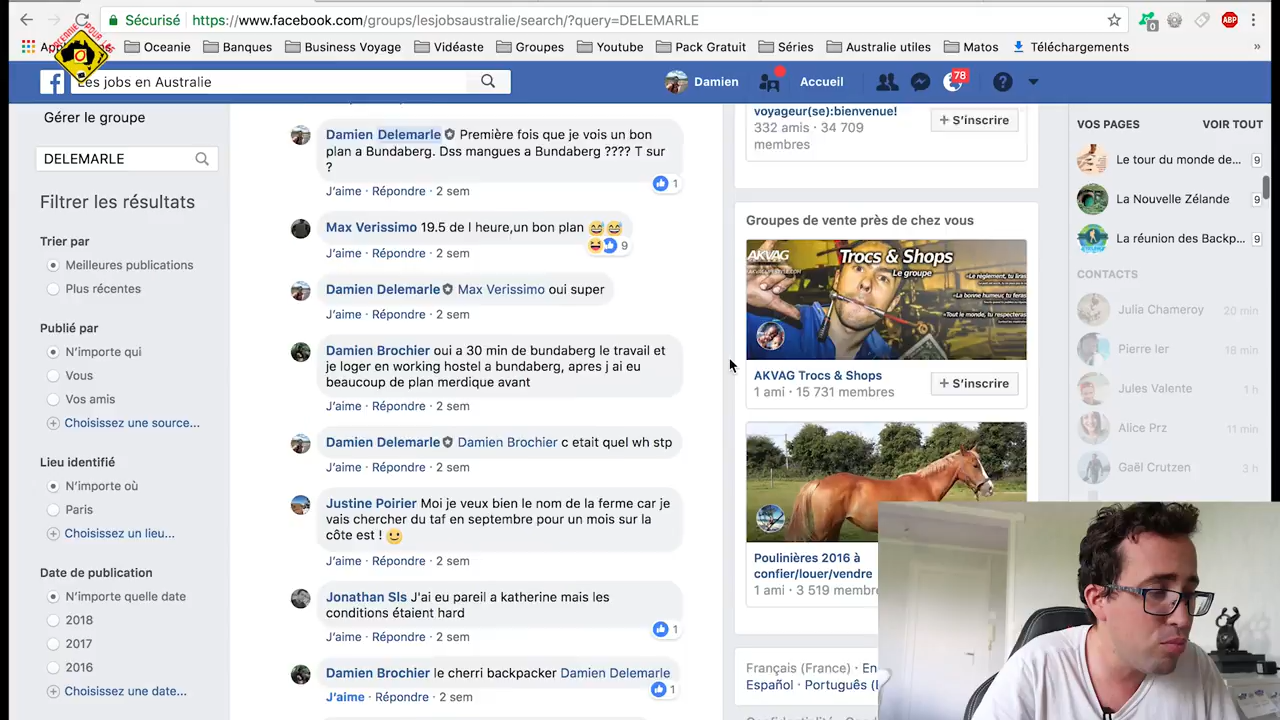 Sécurisé https://www.facebook.com/groups/lesjobsaustralie/search/?query=DELEMARLE
0
ABP
Oceanie Banques Business Voyage Vidéaste Groupes Youtube Pack Gratuit Séries Australie utiles Matos Téléchargements »
Les jobs en Australie
Damien Accueil 78
Gérer le groupe
DELEMARLE
Filtrer les résultats
Trier par
Meilleures publications
Plus récentes
Publié par
N'importe qui
Vous
Vos amis
Choisissez une source...
Lieu identifié
N'importe où
Paris
Choisissez un lieu...
Date de publication
N'importe quelle date
2018
2017
2016
Choisissez une date...
Damien Delemarle Première fois que je vois un bon
plan a Bundaberg. Dss mangues a Bundaberg ???? T sur
?
1
J'aime · Répondre · 2 sem
Max Verissimo 19.5 de l heure,un bon plan 😅😅
9
J'aime · Répondre · 2 sem
Damien Delemarle Max Verissimo oui super
J'aime · Répondre · 2 sem
Damien Brochier oui a 30 min de bundaberg le travail et
je loger en working hostel a bundaberg, apres j ai eu
beaucoup de plan merdique avant
J'aime · Répondre · 2 sem
Damien Delemarle Damien Brochier c etait quel wh stp
J'aime · Répondre · 2 sem
Justine Poirier Moi je veux bien le nom de la ferme car je
vais chercher du taf en septembre pour un mois sur la
côte est ! 🙂
J'aime · Répondre · 2 sem
Jonathan Sls J'ai eu pareil a katherine mais les
conditions étaient hard
1
J'aime · Répondre · 2 sem
Damien Brochier le cherri backpacker Damien Delemarle
1
J'aime · Répondre · 2 sem
voyageur(se):bienvenue!
332 amis · 34 709
membres
+ S'inscrire
Groupes de vente près de chez vous
AKVAG
Trocs & Shops
Le groupe
AKVAG Trocs & Shops
1 ami · 15 731 membres
+ S'inscrire
Poulinières 2016 à
confier/louer/vendre
1 ami · 3 519 membres
Français (France) ·
Español · Português
VOS PAGES VOIR TOUT
Le tour du monde de... 9
La Nouvelle Zélande 9
La réunion des Backp... 9
CONTACTS
Julia Chameroy 20 min
Pierre Ier 18 min
Jules Valente 1 h
Alice Prz 11 min
Gaël Crutzen 3 h